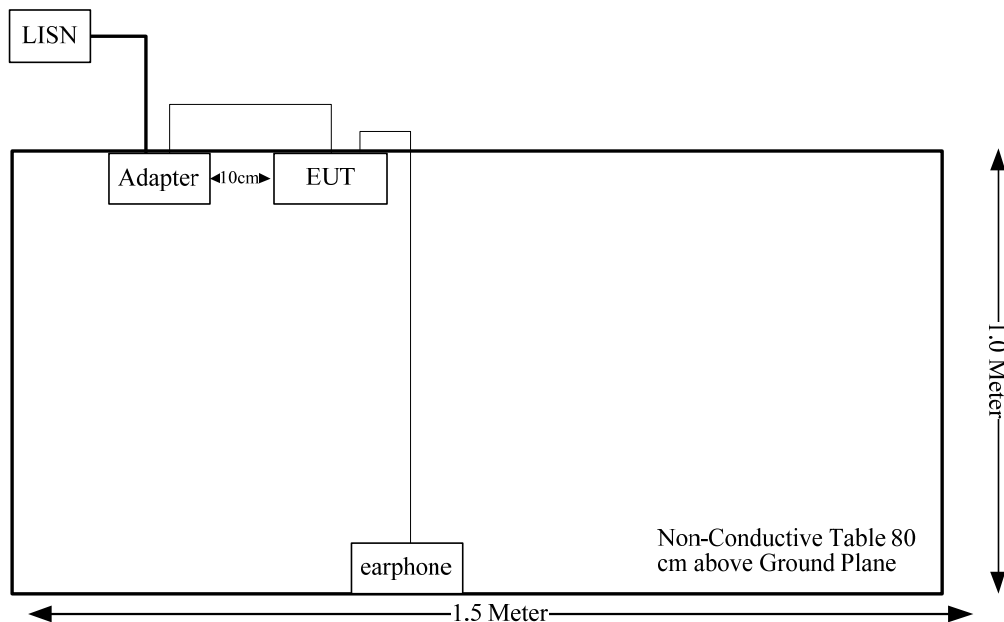 LISN
Adapter
10cm
EUT
1.0 Meter
earphone
Non-Conductive Table 80
cm above Ground Plane
1.5 Meter